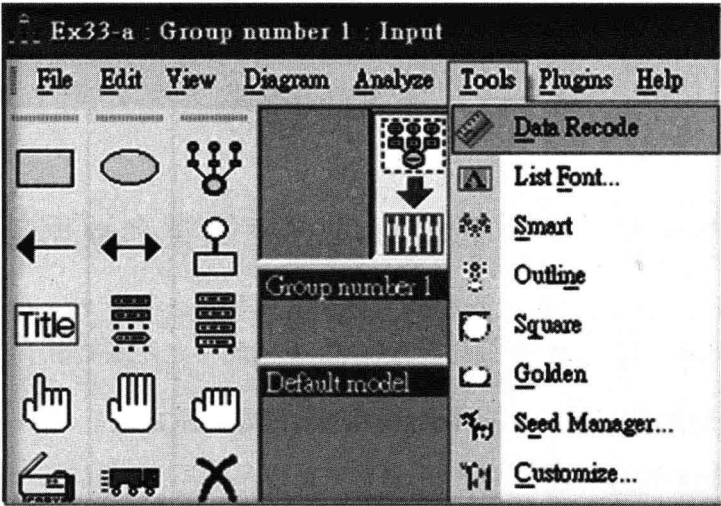 Ex33-a : Group number 1 : Input
File Edit View Diagram Analyze Tools Plugins Help
Data Recode
List Font...
Smart
Outline
Square
Golden
Seed Manager...
Customize...
Title
Group number 1
Default model